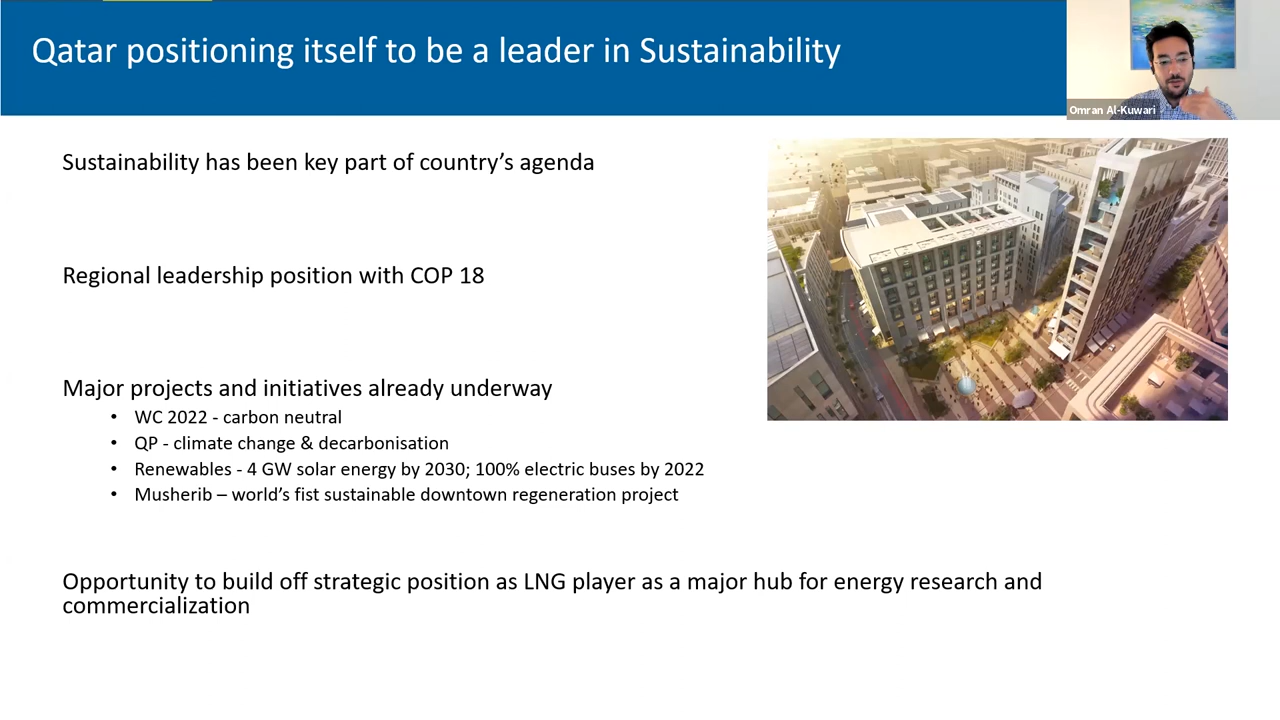 Qatar positioning itself to be a leader in Sustainability
Omran Al-Kuwari
Sustainability has been key part of country’s agenda
Regional leadership position with COP 18
Major projects and initiatives already underway
• WC 2022 - carbon neutral
• QP - climate change & decarbonisation
• Renewables - 4 GW solar energy by 2030; 100% electric buses by 2022
• Musherib – world’s fist sustainable downtown regeneration project
Opportunity to build off strategic position as LNG player as a major hub for energy research and
commercialization